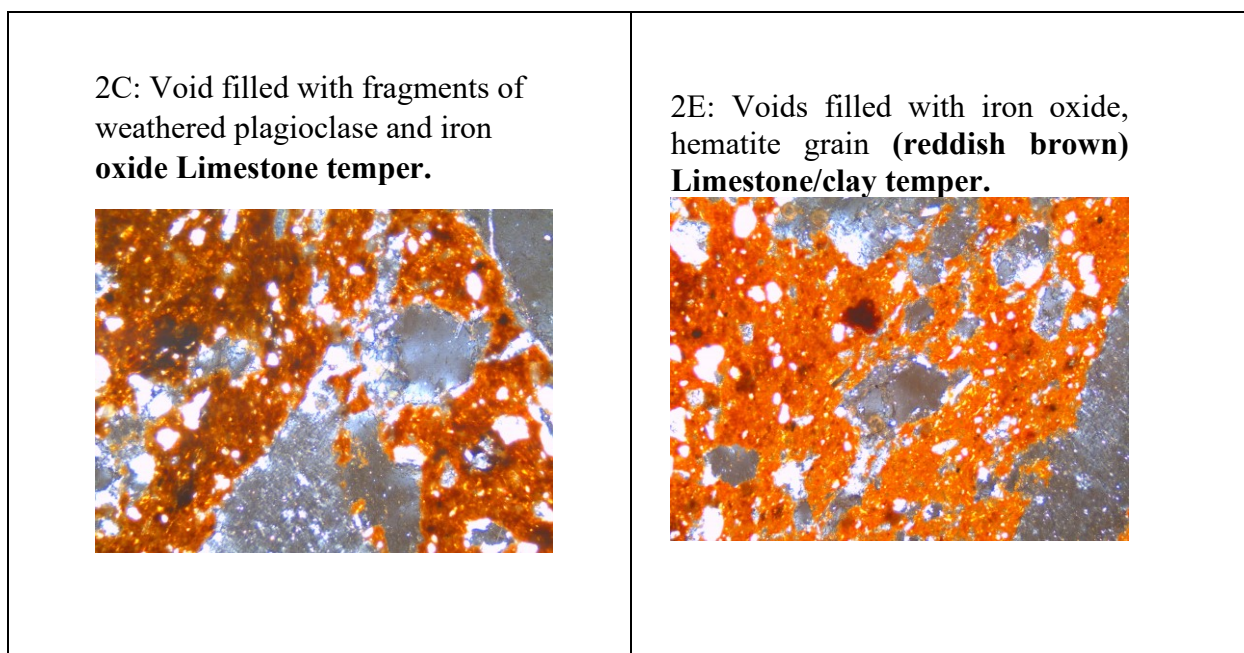 2C: Void filled with fragments of
weathered plagioclase and iron
oxide Limestone temper.
2E: Voids filled with iron oxide,
hematite grain (reddish brown)
Limestone/clay temper.